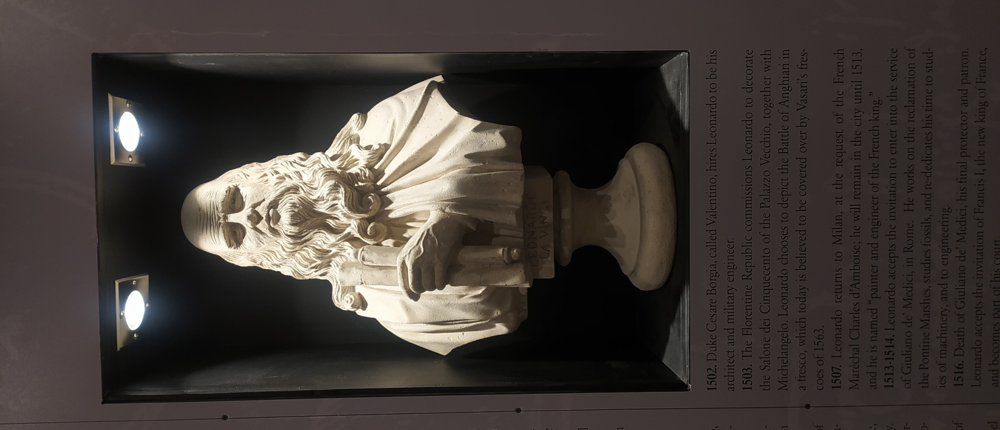 LEONARDO
DA VINCI
1502. Duke Cesare Borgia, called Valentino, hires Leonardo to be his
architect and military engineer.
1503. The Florentine Republic commissions Leonardo to decorate
the Salone dei Cinquecento of the Palazzo Vecchio, together with
Michelangelo. Leonardo chooses to depict the Battle of Anghiari in
a fresco, which today is believed to be covered over by Vasari's fres-
coes of 1563.
1507. Leonardo returns to Milan, at the request of the French
Maréchal Charles d'Amboise; he will remain in the city until 1513,
and he is named “painter and engineer of the French king.”
1513-1514. Leonardo accepts the invitation to enter into the service
of Giuliano de' Medici, in Rome. He works on the reclamation of
the Pontine Marshes, studies fossils, and re-dedicates his time to stud-
ies of machinery, and to engineering.
1516. Death of Giuliano de' Medici, his final protector and patron.
Leonardo accepts the invitation of Francis I, the new king of France,
and becomes part of his court.